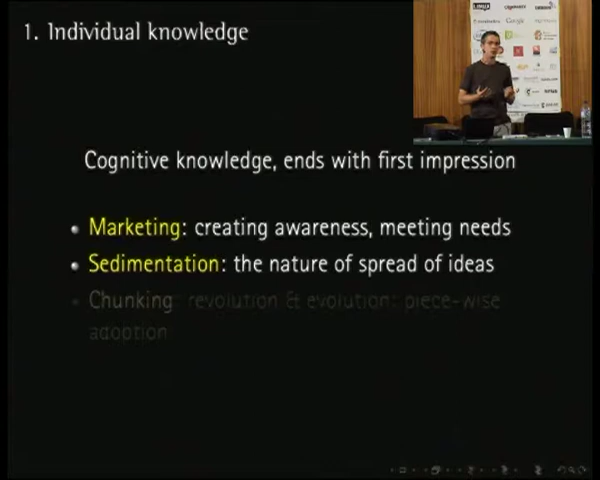 1. Individual knowledge
Cognitive knowledge, ends with first impression
Marketing: creating awareness, meeting needs
Sedimentation: the nature of spread of ideas
Chunking: revolution & evolution: piece-wise
adoption
Google